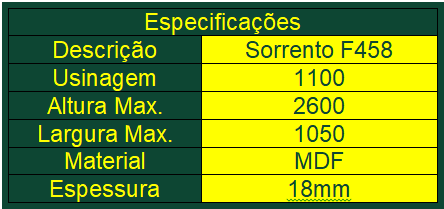 Especificações
Descrição Sorrento F458
Usinagem 1100
Altura Max. 2600
Largura Max. 1050
Material MDF
Espessura 18mm